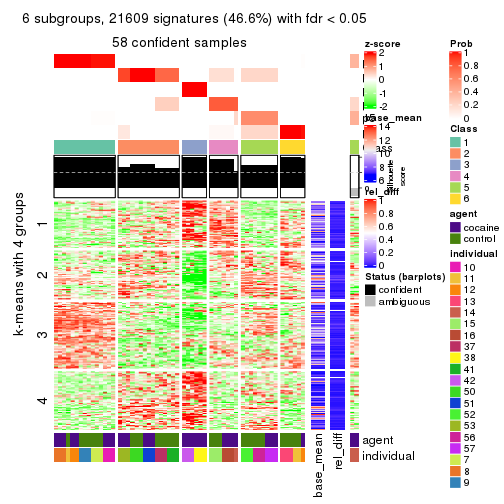 6 subgroups, 21609 signatures (46.6%) with fdr < 0.05
58 confident samples
k-means with 4 groups
1
2
3
4
agent
individual
base_mean
rel_diff
z-score
2
1
0
-1
-2
base_mean
14
12
10
8
6
Silhouette
score
rel_diff
1
0.8
0.6
0.4
0.2
0
Status (barplots)
confident
ambiguous
Prob
1
0.8
0.6
0.4
0.2
0
Class
1
2
3
4
5
6
agent
cocaine
control
Individual
10
11
12
13
14
15
16
37
38
41
42
50
51
52
53
56
57
7
8
9